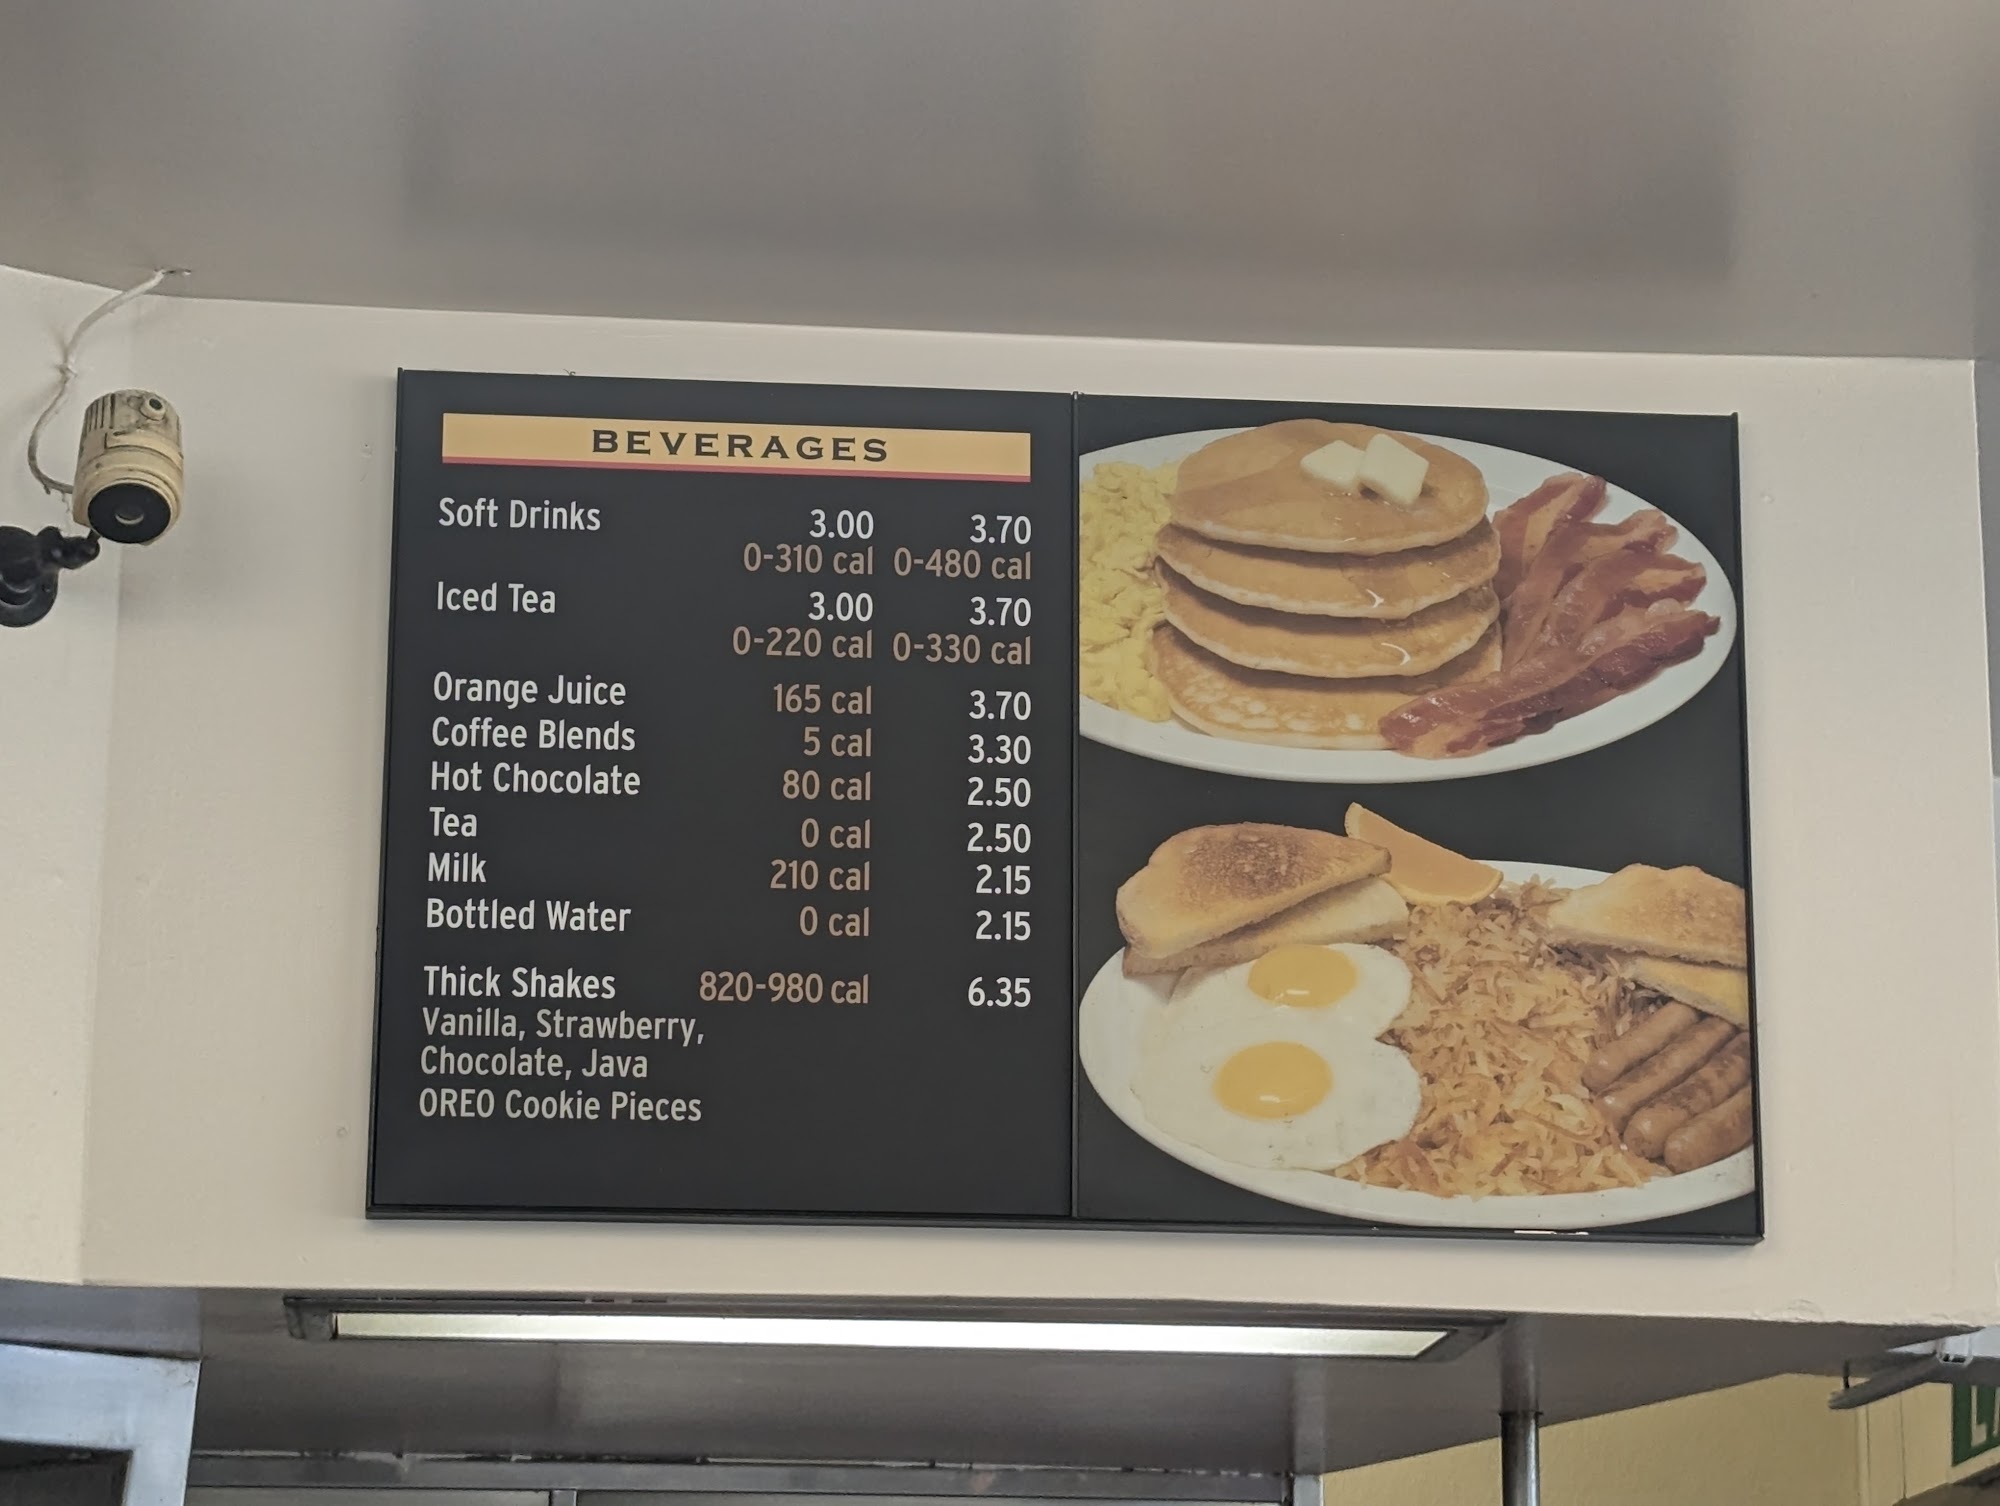 BEVERAGES
Soft Drinks 3.00 3.70
0-310 cal 0-480 cal
Iced Tea 3.00 3.70
0-220 cal 0-330 cal
Orange Juice 165 cal 3.70
Coffee Blends 5 cal 3.30
Hot Chocolate 80 cal 2.50
Tea 0 cal 2.50
Milk 210 cal 2.15
Bottled Water 0 cal 2.15
Thick Shakes 820-980 cal 6.35
Vanilla, Strawberry,
Chocolate, Java
OREO Cookie Pieces